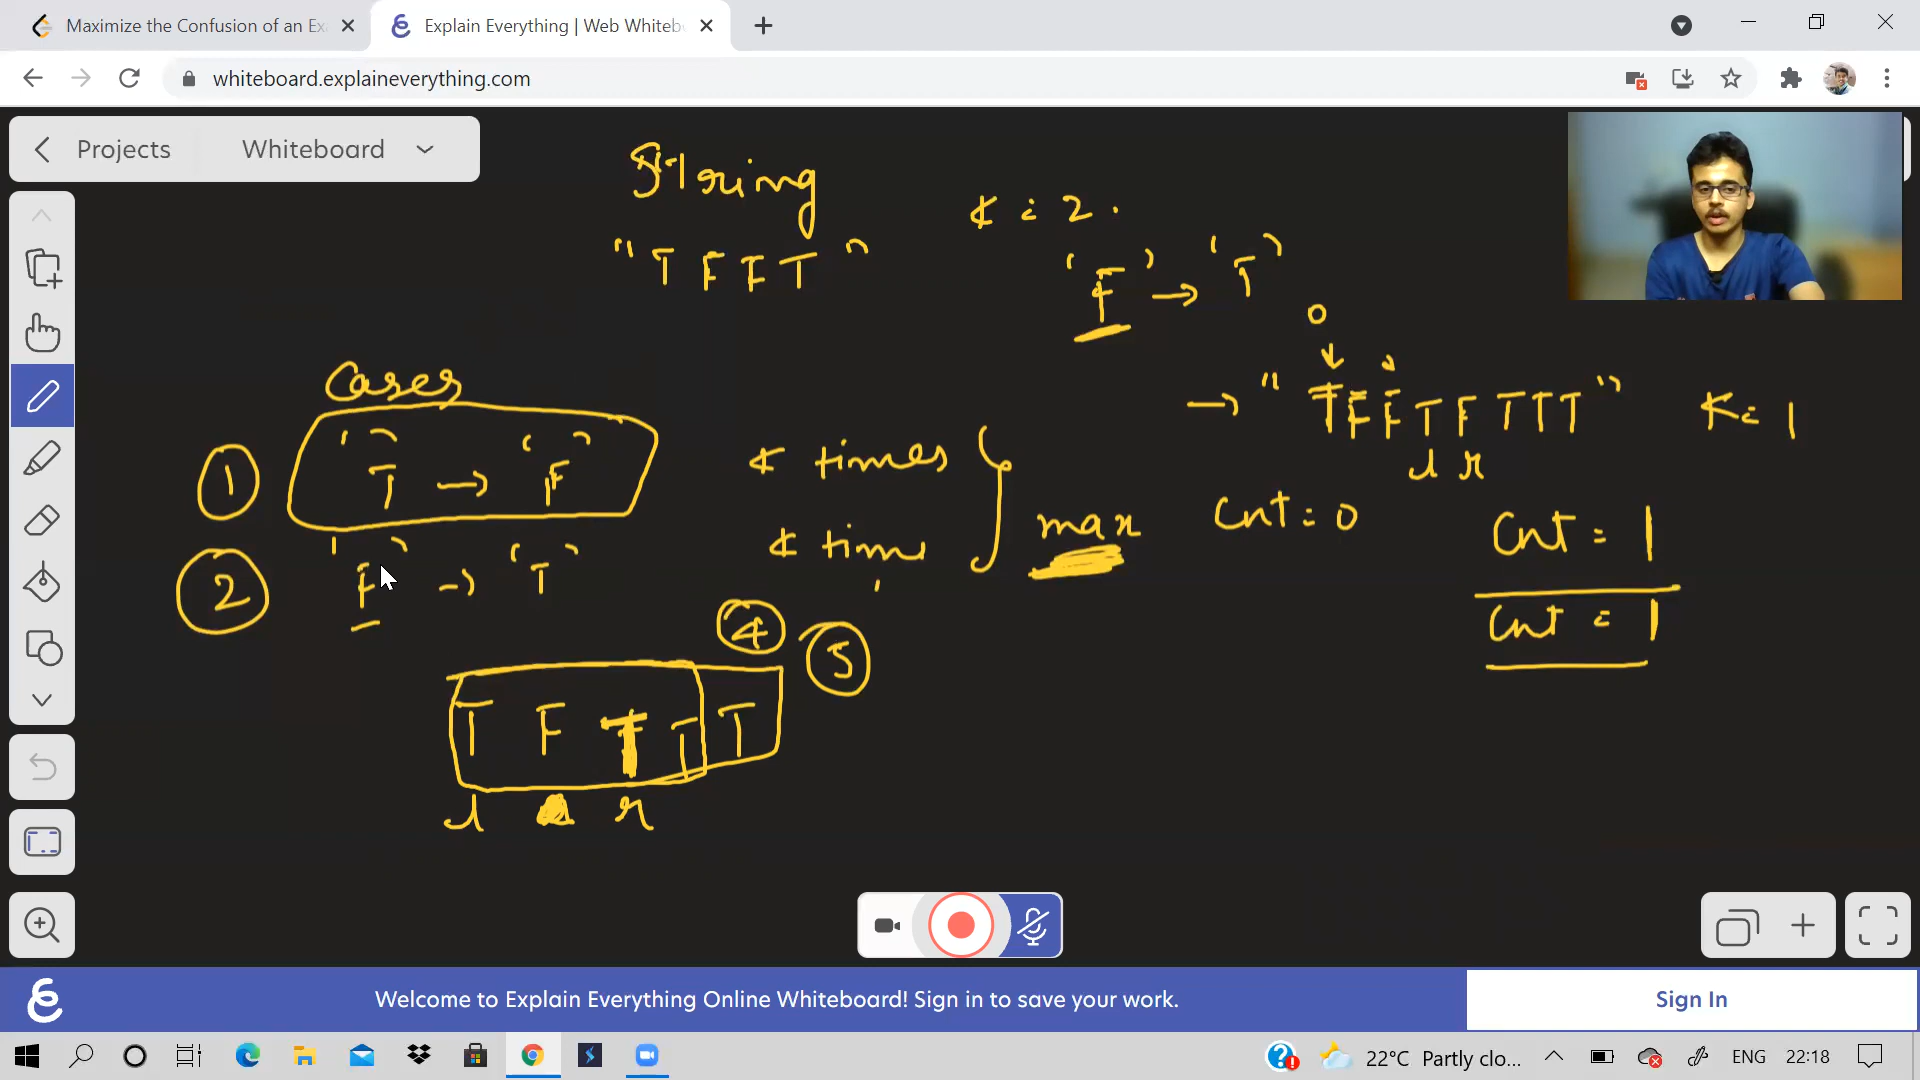 Maximize the Confusion of an Ex
Explain Everything | Web Whiteb
whiteboard.explaineverything.com
Projects
Whiteboard
String
K = 2 .
" T F F T "
'F' → 'T'
0
Cases
→ " T F F T F T T T " K = 1
l r
1 'T' → 'F' K times
max
Cnt = 0
Cnt = 1
2 'F' → 'T' K time
Cnt = 1
4 5
T F T T T
l r
Welcome to Explain Everything Online Whiteboard! Sign in to save your work.
Sign In
22°C Partly clo...
ENG
22:18